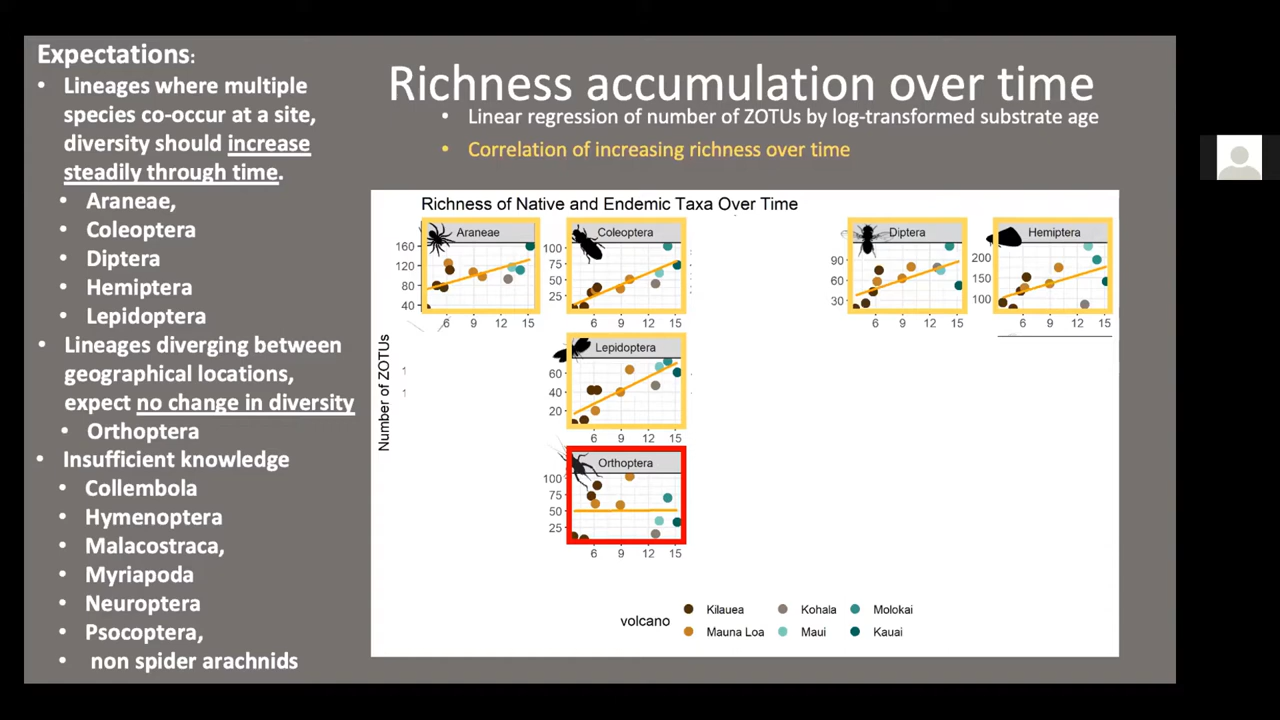 Expectations:
• Lineages where multiple
species co-occur at a site,
diversity should increase
steadily through time.
• Araneae,
• Coleoptera
• Diptera
• Hemiptera
• Lepidoptera
• Lineages diverging between
geographical locations,
expect no change in diversity
• Orthoptera
• Insufficient knowledge
• Collembola
• Hymenoptera
• Malacostraca,
• Myriapoda
• Neuroptera
• Psocoptera,
• non spider arachnids
Richness accumulation over time
• Linear regression of number of ZOTUs by log-transformed substrate age
• Correlation of increasing richness over time
Richness of Native and Endemic Taxa Over Time
Number of ZOTUs
Araneae
160
120
80
40
6 9 12 15
Coleoptera
100
75
50
25
6 9 12 15
Diptera
90
60
30
6 9 12 15
Hemiptera
200
150
100
6 9 12 15
Lepidoptera
60
40
20
6 9 12 15
Orthoptera
100
75
50
25
6 9 12 15
volcano
Kilauea Kohala Molokai
Mauna Loa Maui Kauai